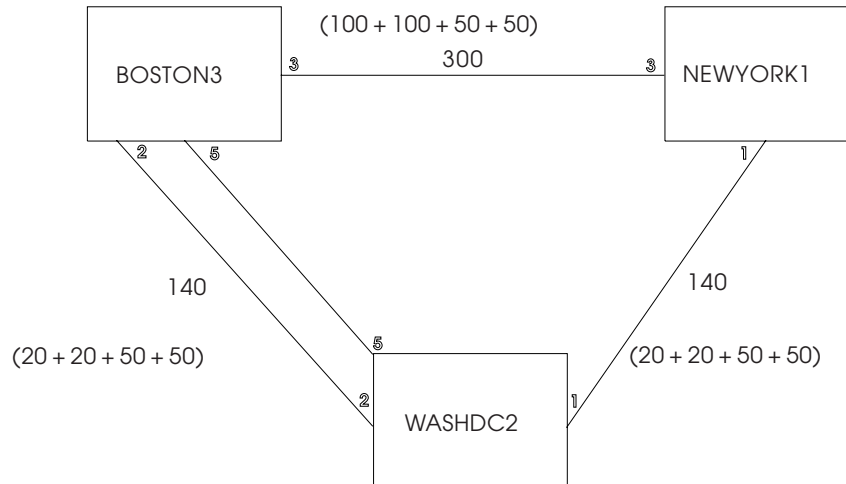 (100 + 100 + 50 + 50)
BOSTON3
3
300
3
NEWYORK1
2
5
1
140
140
(20 + 20 + 50 + 50)
(20 + 20 + 50 + 50)
5
2
1
WASHDC2